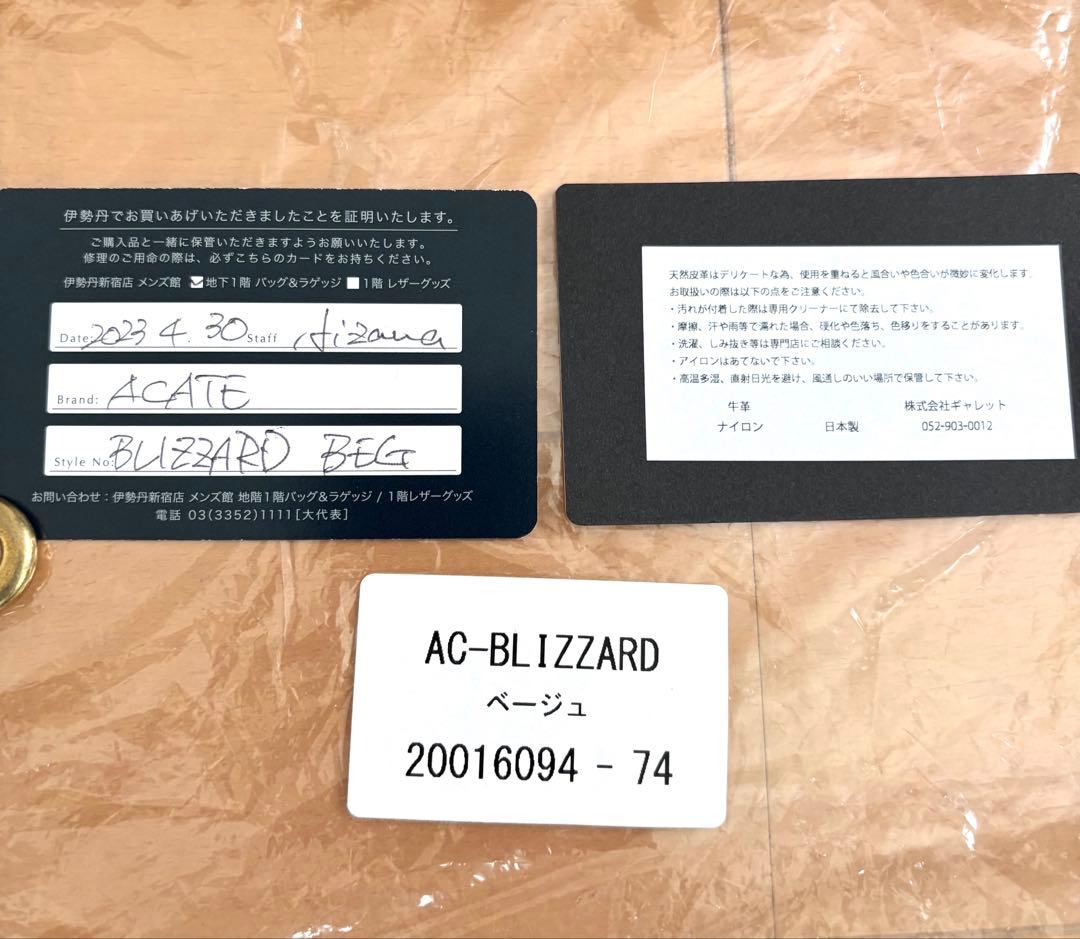 伊勢丹でお買いあげいただきましたことを証明いたします。
ご購入品と一緒に保管いただきますようお願いいたします。
修理のご用命の際は、必ずこちらのカードをお持ちください。
伊勢丹新宿店 メンズ館 地下1階 バッグ&ラゲッジ 1階 レザーグッズ
Date: 2023 4. 30 Staff Aizawa
Brand: ACATE
Style No: BLIZZARD BEG
お問い合わせ:伊勢丹新宿店 メンズ館 地階1階バッグ&ラゲッジ / 1階レザーグッズ
電話 03(3352)1111[大代表]
天然皮革はデリケートな為、使用を重ねると風合いや色合いが微妙に変化します。
お取扱いの際は以下の点をご注意ください。
・汚れが付着した際は専用クリーナーにて除去して下さい。
・摩擦、汗や雨等で濡れた場合、硬化や色落ち、色移りをすることがあります。
・洗濯、しみ抜き等は専門店にご相談ください。
・アイロンはあてないで下さい。
・高温多湿、直射日光を避け、風通しのいい場所で保管して下さい。
牛革 株式会社ギャレット
ナイロン 日本製 052-903-0012
AC-BLIZZARD
ベージュ
20016094 - 74